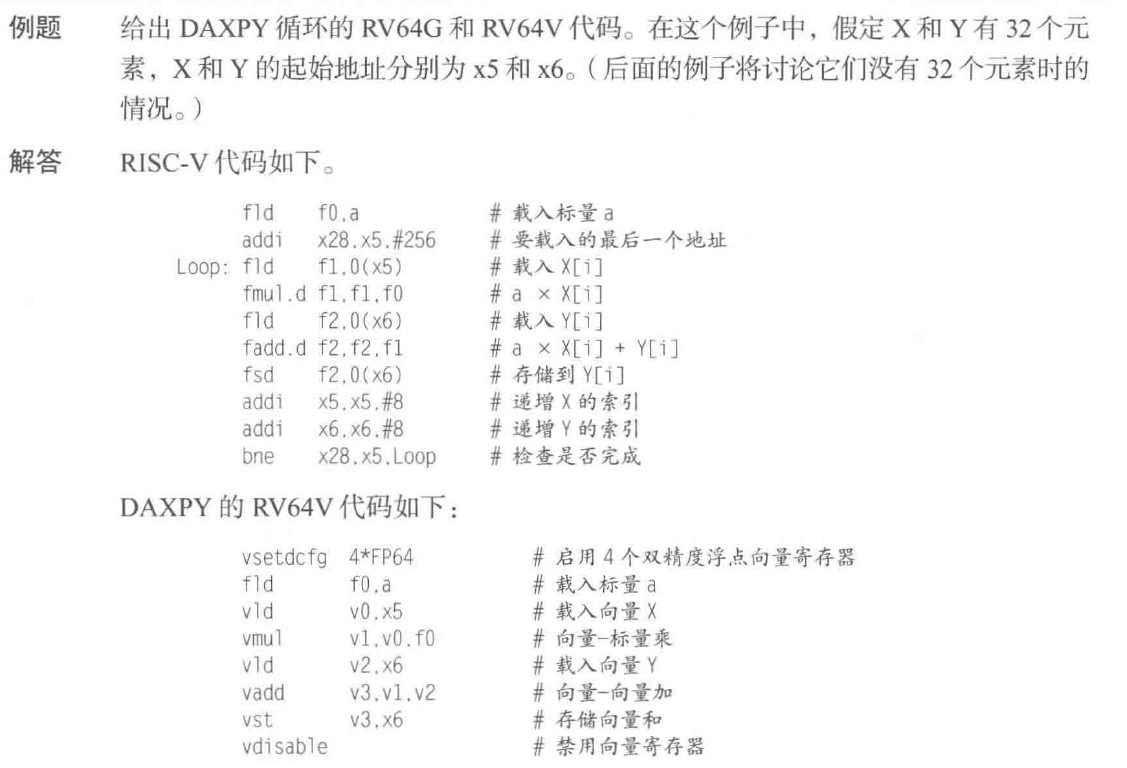 例题 给出 DAXPY 循环的 RV64G 和 RV64V 代码。在这个例子中，假定 X 和 Y 有 32 个元
素，X 和 Y 的起始地址分别为 x5 和 x6。（后面的例子将讨论它们没有 32 个元素时的
情况。）
解答 RISC-V 代码如下。
fld f0,a # 载入标量 a
addi x28,x5,#256 # 要载入的最后一个地址
Loop: fld f1,0(x5) # 载入 X[i]
fmul.d f1,f1,f0 # a × X[i]
fld f2,0(x6) # 载入 Y[i]
fadd.d f2,f2,f1 # a × X[i] + Y[i]
fsd f2,0(x6) # 存储到 Y[i]
addi x5,x5,#8 # 递增 X 的索引
addi x6,x6,#8 # 递增 Y 的索引
bne x28,x5,Loop # 检查是否完成
DAXPY 的 RV64V 代码如下：
vsetdcfg 4*FP64 # 启用 4 个双精度浮点向量寄存器
fld f0,a # 载入标量 a
vld v0,x5 # 载入向量 X
vmul v1,v0,f0 # 向量-标量乘
vld v2,x6 # 载入向量 Y
vadd v3,v1,v2 # 向量-向量加
vst v3,x6 # 存储向量和
vdisable # 禁用向量寄存器